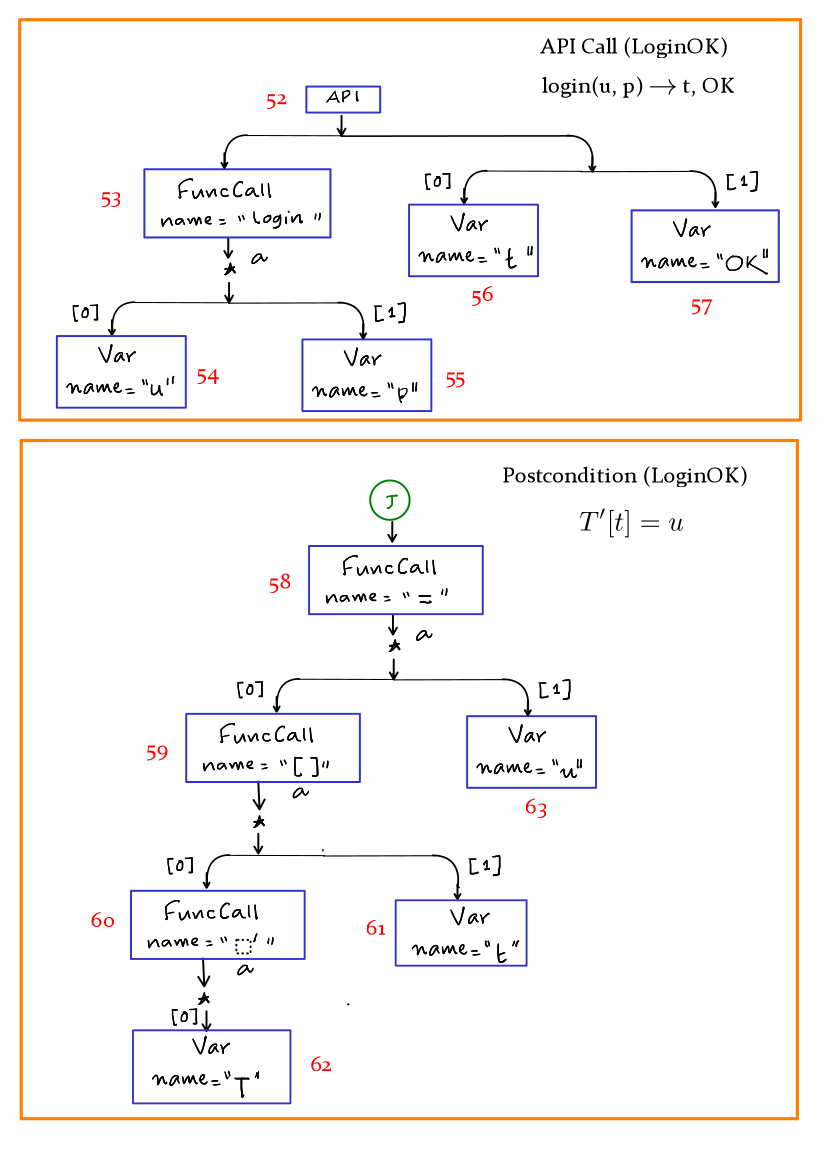 API Call (LoginOK)
login(u, p) → t, OK
52
API
53
FuncCall
name = "login"
[0]
[1]
Var
name="t"
Var
name="OK"
a
*
56
57
[0]
[1]
Var
name="u"
54
Var
name="p"
55
Postcondition (LoginOK)
T′[t] = u
J
58
FuncCall
name = "="
a
*
[0]
[1]
59
FuncCall
name = "[ ]"
Var
name="u"
a
63
*
[0]
[1]
60
FuncCall
name = "□′"
61
Var
name="t"
a
*
[0]
Var
name="T"
62